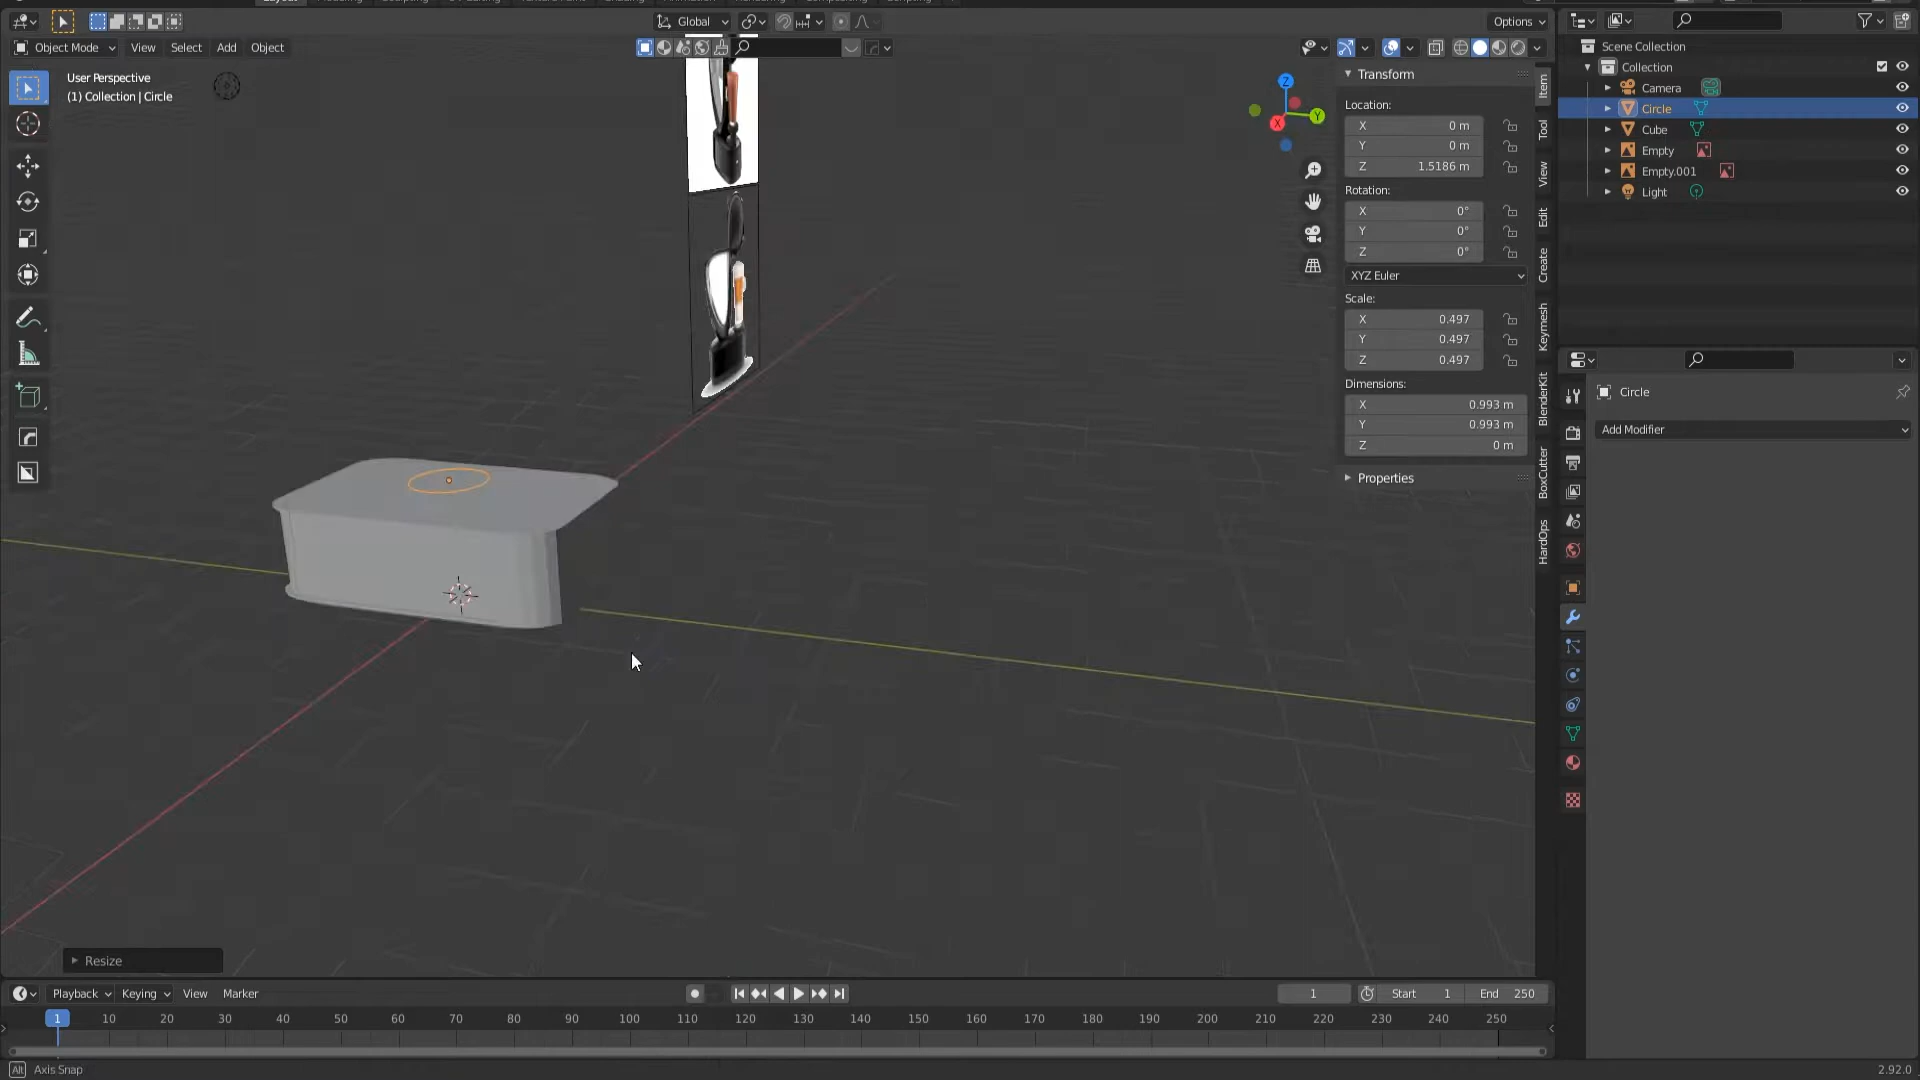 Global
Options
Object Mode
View
Select
Add
Object
User Perspective
(1) Collection | Circle
Z
Y
X
Transform
Location:
X 0 m
Y 0 m
Z 1.5186 m
Rotation:
X 0°
Y 0°
Z 0°
XYZ Euler
Scale:
X 0.497
Y 0.497
Z 0.497
Dimensions:
X 0.993 m
Y 0.993 m
Z 0 m
Properties
Item
Tool
View
Edit
Create
Keymesh
BlenderKit
BoxCutter
HardOps
Scene Collection
Collection
Camera
Circle
Cube
Empty
Empty.001
Light
Circle
Add Modifier
Resize
Playback
Keying
View
Marker
1
Start 1
End 250
1 10 20 30 40 50 60 70 80 90 100 110 120 130 140 150 160 170 180 190 200 210 220 230 240 250
Alt Axis Snap
2.92.0